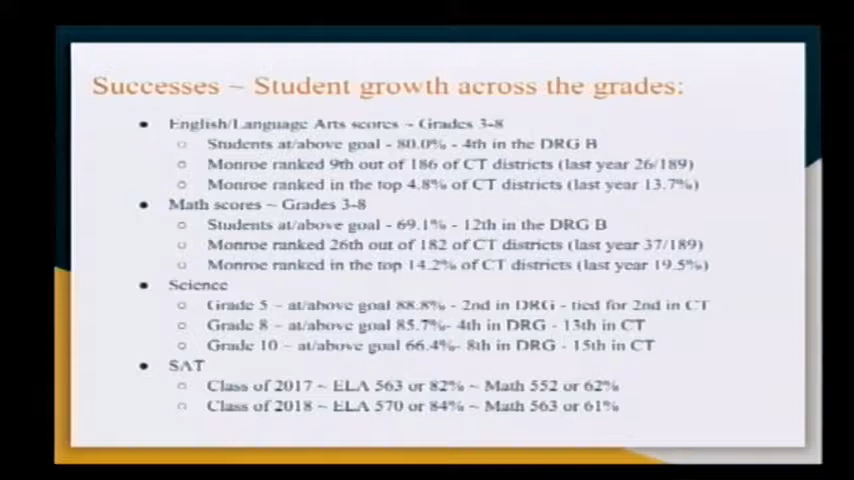 Successes ~ Student growth across the grades:
● English/Language Arts scores ~ Grades 3-8
○ Students at/above goal - 80.0% - 4th in the DRG B
○ Monroe ranked 9th out of 186 of CT districts (last year 26/189)
○ Monroe ranked in the top 4.8% of CT districts (last year 13.7%)
● Math scores ~ Grades 3-8
○ Students at/above goal - 69.1% - 12th in the DRG B
○ Monroe ranked 26th out of 182 of CT districts (last year 37/189)
○ Monroe ranked in the top 14.2% of CT districts (last year 19.5%)
● Science
○ Grade 5 – at/above goal 88.8% - 2nd in DRG - tied for 2nd in CT
○ Grade 8 – at/above goal 85.7%- 4th in DRG - 13th in CT
○ Grade 10 – at/above goal 66.4%- 8th in DRG - 15th in CT
● SAT
○ Class of 2017 ~ ELA 563 or 82% ~ Math 552 or 62%
○ Class of 2018 ~ ELA 570 or 84% ~ Math 563 or 61%